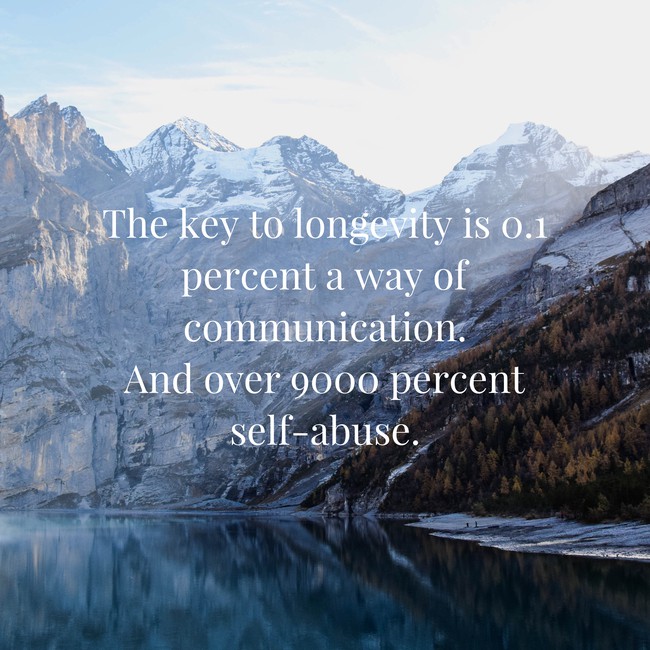 The key to longevity is 0.1
percent a way of
communication.
And over 9000 percent
self-abuse.